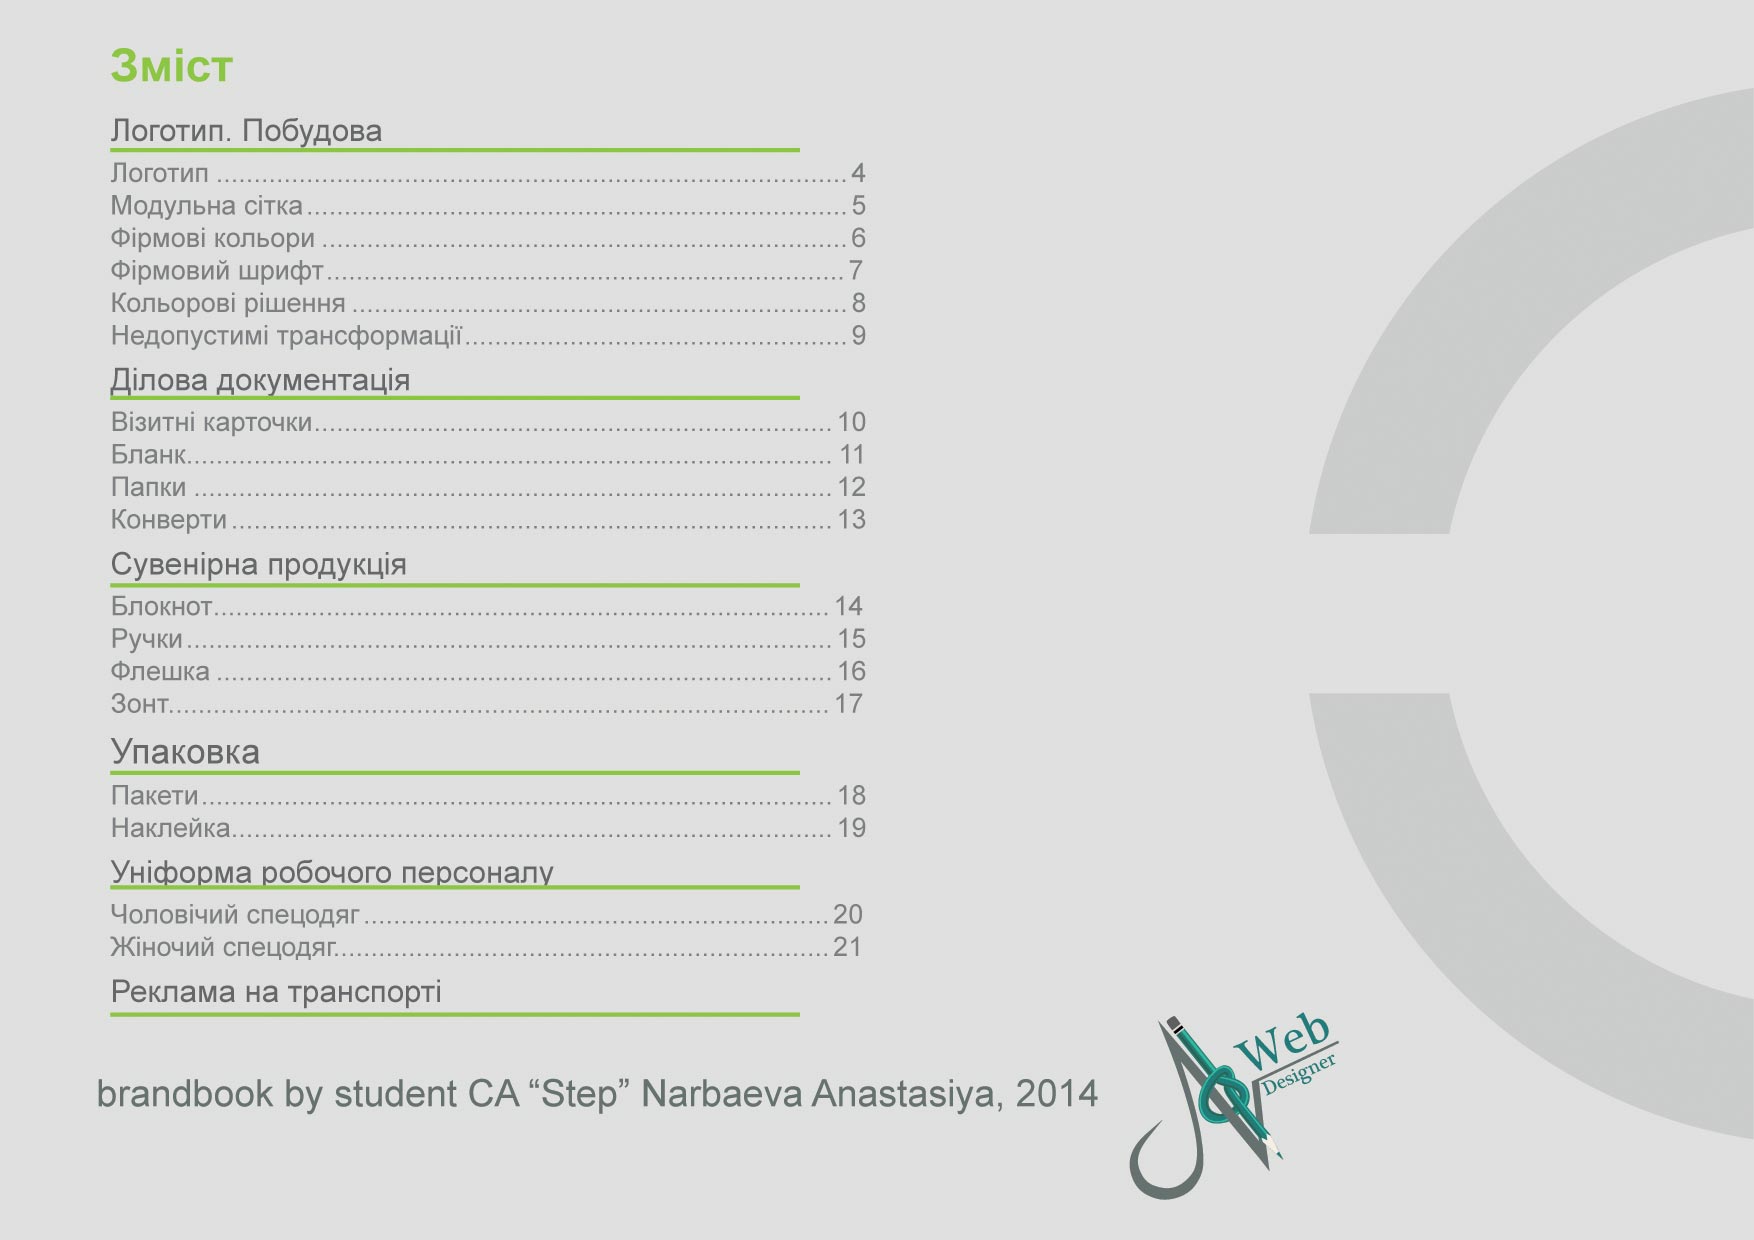 Зміст
Логотип. Побудова
Логотип ........................................................................................ 4
Модульна сітка ........................................................................... 5
Фірмові кольори ......................................................................... 6
Фірмовий шрифт ........................................................................ 7
Кольорові рішення ..................................................................... 8
Недопустимі трансформації ..................................................... 9
Ділова документація
Візитні карточки ........................................................................ 10
Бланк .......................................................................................... 11
Папки ......................................................................................... 12
Конверти .................................................................................... 13
Сувенірна продукція
Блокнот ...................................................................................... 14
Ручки .......................................................................................... 15
Флешка ...................................................................................... 16
Зонт ............................................................................................ 17
Упаковка
Пакети ........................................................................................ 18
Наклейка .................................................................................... 19
Уніформа робочого персоналу
Чоловічий спецодяг .................................................................. 20
Жіночий спецодяг ..................................................................... 21
Реклама на транспорті
brandbook by student CA “Step” Narbaeva Anastasiya, 2014
Web
Designer